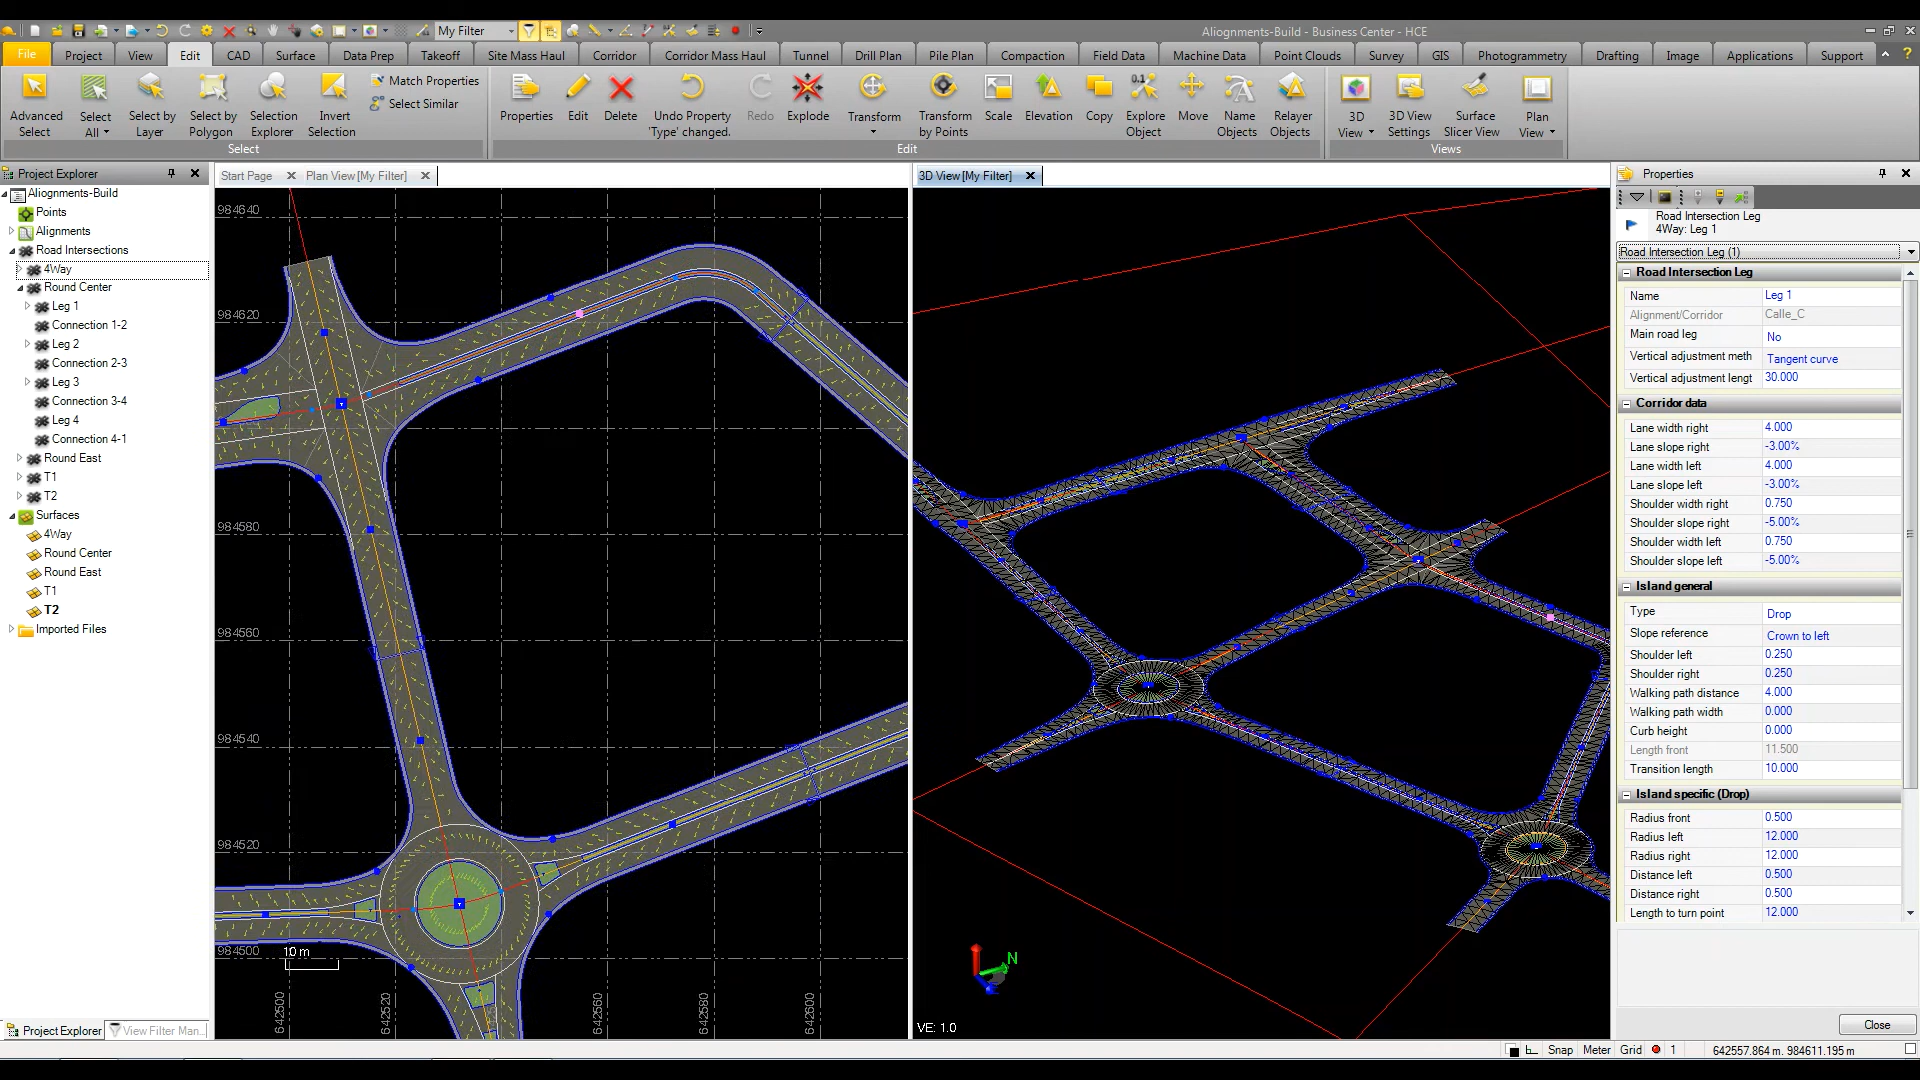 My Filter
Aliognments-Build - Business Center - HCE
File Project View Edit CAD Surface Data Prep Takeoff Site Mass Haul Corridor Corridor Mass Haul Tunnel Drill Plan Pile Plan Compaction Field Data Machine Data Point Clouds Survey GIS Photogrammetry Drafting Image Applications Support
Advanced Select
Select All
Select by Layer
Select by Polygon
Selection Explorer
Invert Selection
Match Properties
Select Similar
Properties
Edit
Delete
Undo Property 'Type' changed.
Redo
Explode
Transform
Transform by Points
Scale
Elevation
Copy
Explore Object
Move
Name Objects
Relayer Objects
3D View
3D View Settings
Surface Slicer View
Plan View
Select
Edit
Views
Project Explorer
Aliognments-Build
Points
Alignments
Road Intersections
4Way
Round Center
Leg 1
Connection 1-2
Leg 2
Connection 2-3
Leg 3
Connection 3-4
Leg 4
Connection 4-1
Round East
T1
T2
Surfaces
4Way
Round Center
Round East
T1
T2
Imported Files
Project Explorer
View Filter Man...
Start Page
Plan View [My Filter]
984640
984620
984580
984560
984540
984520
984500
10 m
642500
642520
642560
642580
642600
3D View [My Filter]
N
VE: 1.0
Properties
Road Intersection Leg
4Way: Leg 1
Road Intersection Leg (1)
Road Intersection Leg
Name Leg 1
Alignment/Corridor Calle_C
Main road leg No
Vertical adjustment meth Tangent curve
Vertical adjustment lengt 30.000
Corridor data
Lane width right 4.000
Lane slope right -3.00%
Lane width left 4.000
Lane slope left -3.00%
Shoulder width right 0.750
Shoulder slope right -5.00%
Shoulder width left 0.750
Shoulder slope left -5.00%
Island general
Type Drop
Slope reference Crown to left
Shoulder left 0.250
Shoulder right 0.250
Walking path distance 4.000
Walking path width 0.000
Curb height 0.000
Length front 11.500
Transition length 10.000
Island specific (Drop)
Radius front 0.500
Radius left 12.000
Radius right 12.000
Distance left 0.500
Distance right 0.500
Length to turn point 12.000
Close
Snap Meter Grid 1 642557.864 m. 984611.195 m